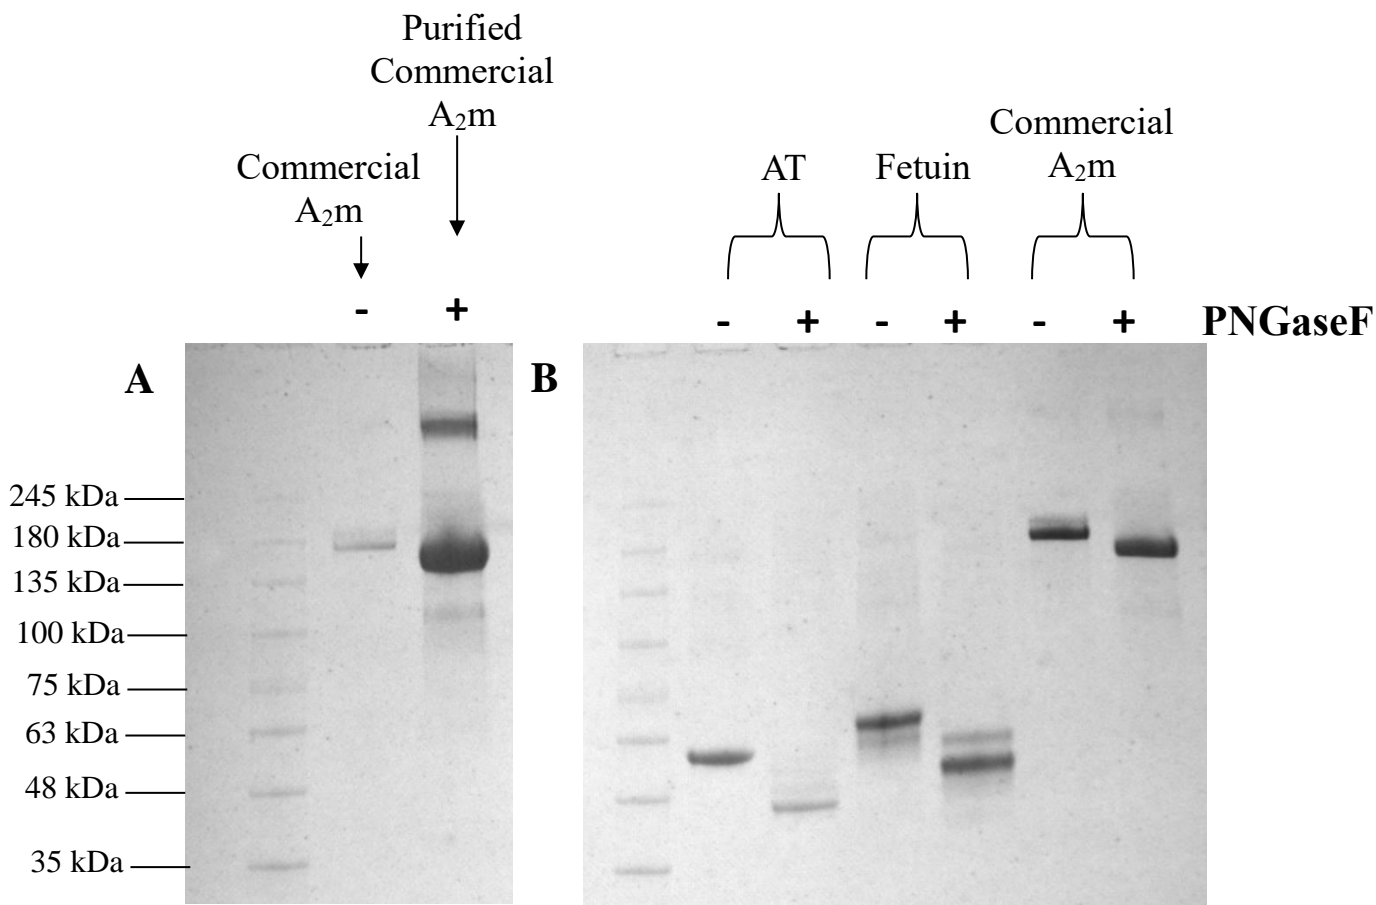 Purified
Commercial
A₂m
Commercial
A₂m
- +
AT
Fetuin
Commercial
A₂m
- + - + - + PNGaseF
A
B
245 kDa
180 kDa
135 kDa
100 kDa
75 kDa
63 kDa
48 kDa
35 kDa